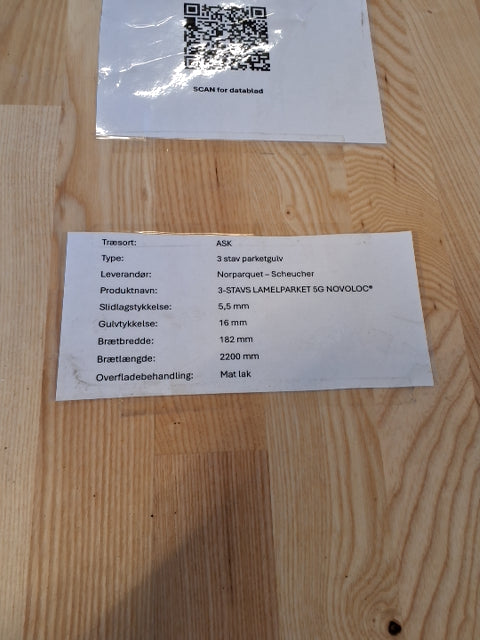 SCAN for datablad
Træsort: ASK
Type: 3 stav parketgulv
Leverandør: Norparquet – Scheucher
Produktnavn: 3-STAVS LAMELPARKET 5G NOVOLOC®
Slidlagstykkelse: 5,5 mm
Gulvtykkelse: 16 mm
Brætbredde: 182 mm
Brætlængde: 2200 mm
Overfladebehandling: Mat lak